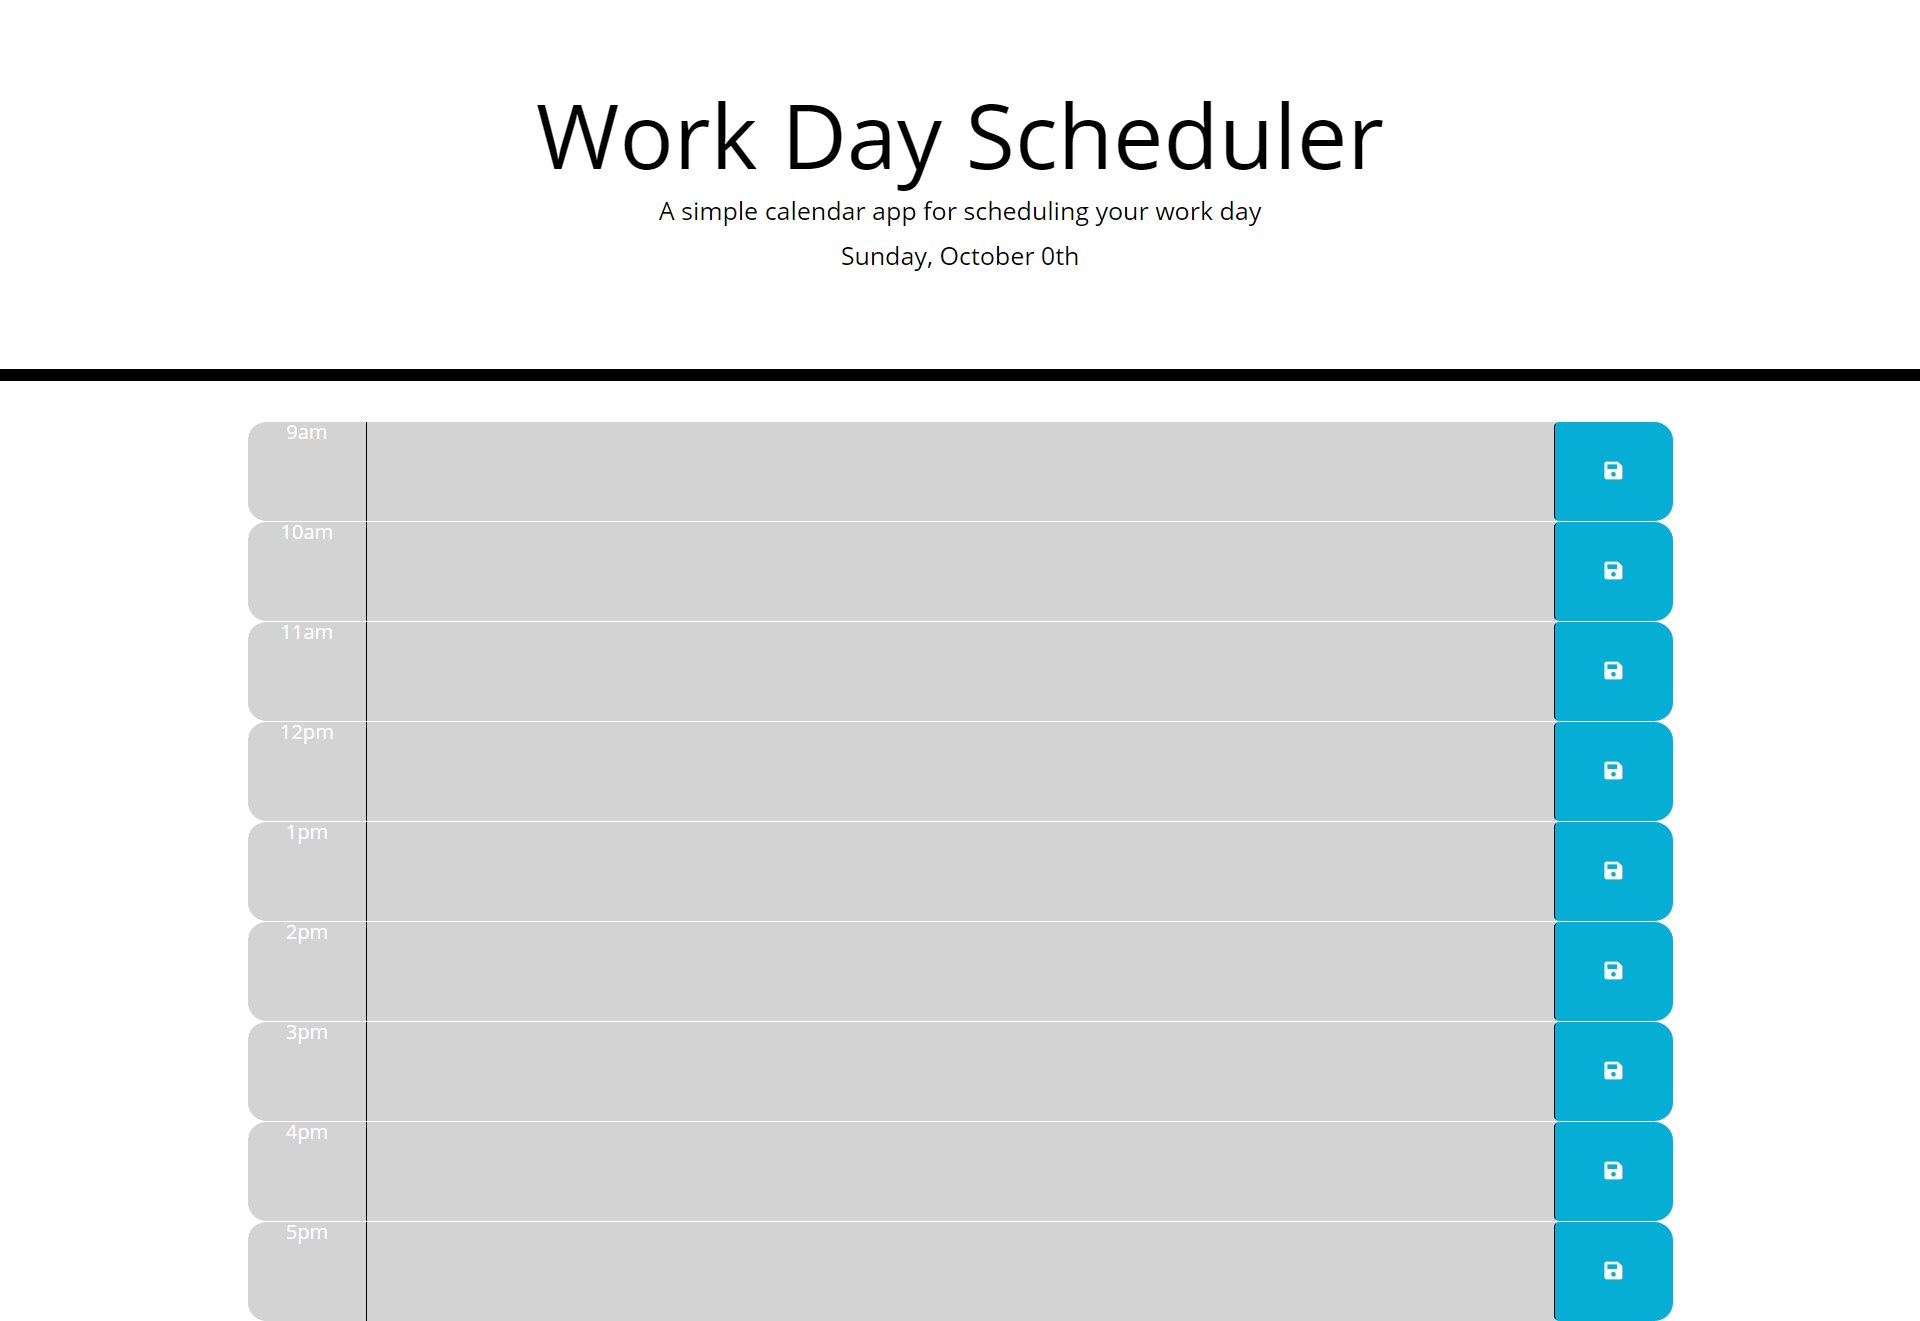 Work Day Scheduler
A simple calendar app for scheduling your work day
Sunday, October 0th
9am
10am
11am
12pm
1pm
2pm
3pm
4pm
5pm